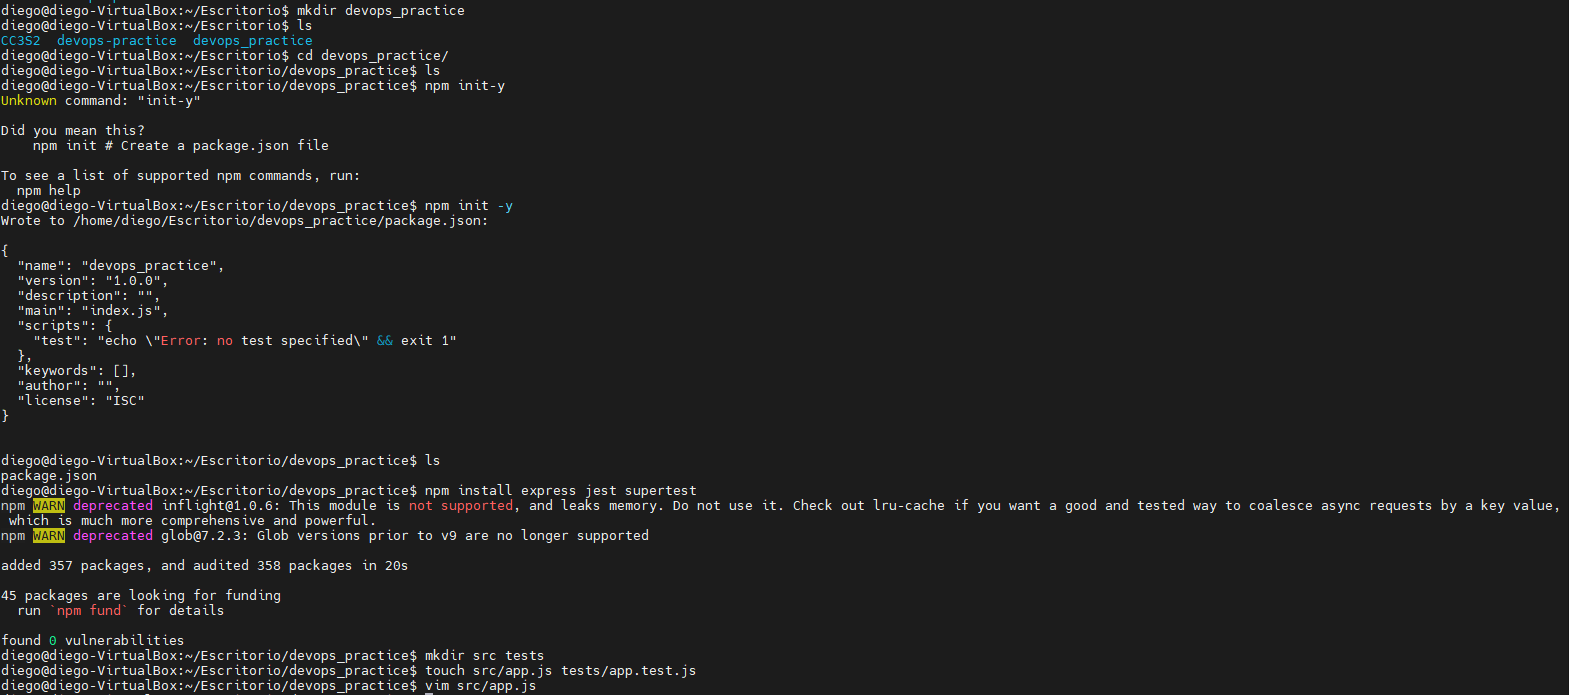 diego@diego-VirtualBox:~/Escritorio$ mkdir devops_practice
diego@diego-VirtualBox:~/Escritorio$ ls
CC3S2  devops-practice  devops_practice
diego@diego-VirtualBox:~/Escritorio$ cd devops_practice/
diego@diego-VirtualBox:~/Escritorio/devops_practice$ ls
diego@diego-VirtualBox:~/Escritorio/devops_practice$ npm init-y
Unknown command: "init-y"

Did you mean this?
    npm init # Create a package.json file

To see a list of supported npm commands, run:
  npm help
diego@diego-VirtualBox:~/Escritorio/devops_practice$ npm init -y
Wrote to /home/diego/Escritorio/devops_practice/package.json:

{
  "name": "devops_practice",
  "version": "1.0.0",
  "description": "",
  "main": "index.js",
  "scripts": {
    "test": "echo \"Error: no test specified\" && exit 1"
  },
  "keywords": [],
  "author": "",
  "license": "ISC"
}


diego@diego-VirtualBox:~/Escritorio/devops_practice$ ls
package.json
diego@diego-VirtualBox:~/Escritorio/devops_practice$ npm install express jest supertest
npm WARN deprecated inflight@1.0.6: This module is not supported, and leaks memory. Do not use it. Check out lru-cache if you want a good and tested way to coalesce async requests by a key value,
 which is much more comprehensive and powerful.
npm WARN deprecated glob@7.2.3: Glob versions prior to v9 are no longer supported

added 357 packages, and audited 358 packages in 20s

45 packages are looking for funding
  run `npm fund` for details

found 0 vulnerabilities
diego@diego-VirtualBox:~/Escritorio/devops_practice$ mkdir src tests
diego@diego-VirtualBox:~/Escritorio/devops_practice$ touch src/app.js tests/app.test.js
diego@diego-VirtualBox:~/Escritorio/devops_practice$ vim src/app.js